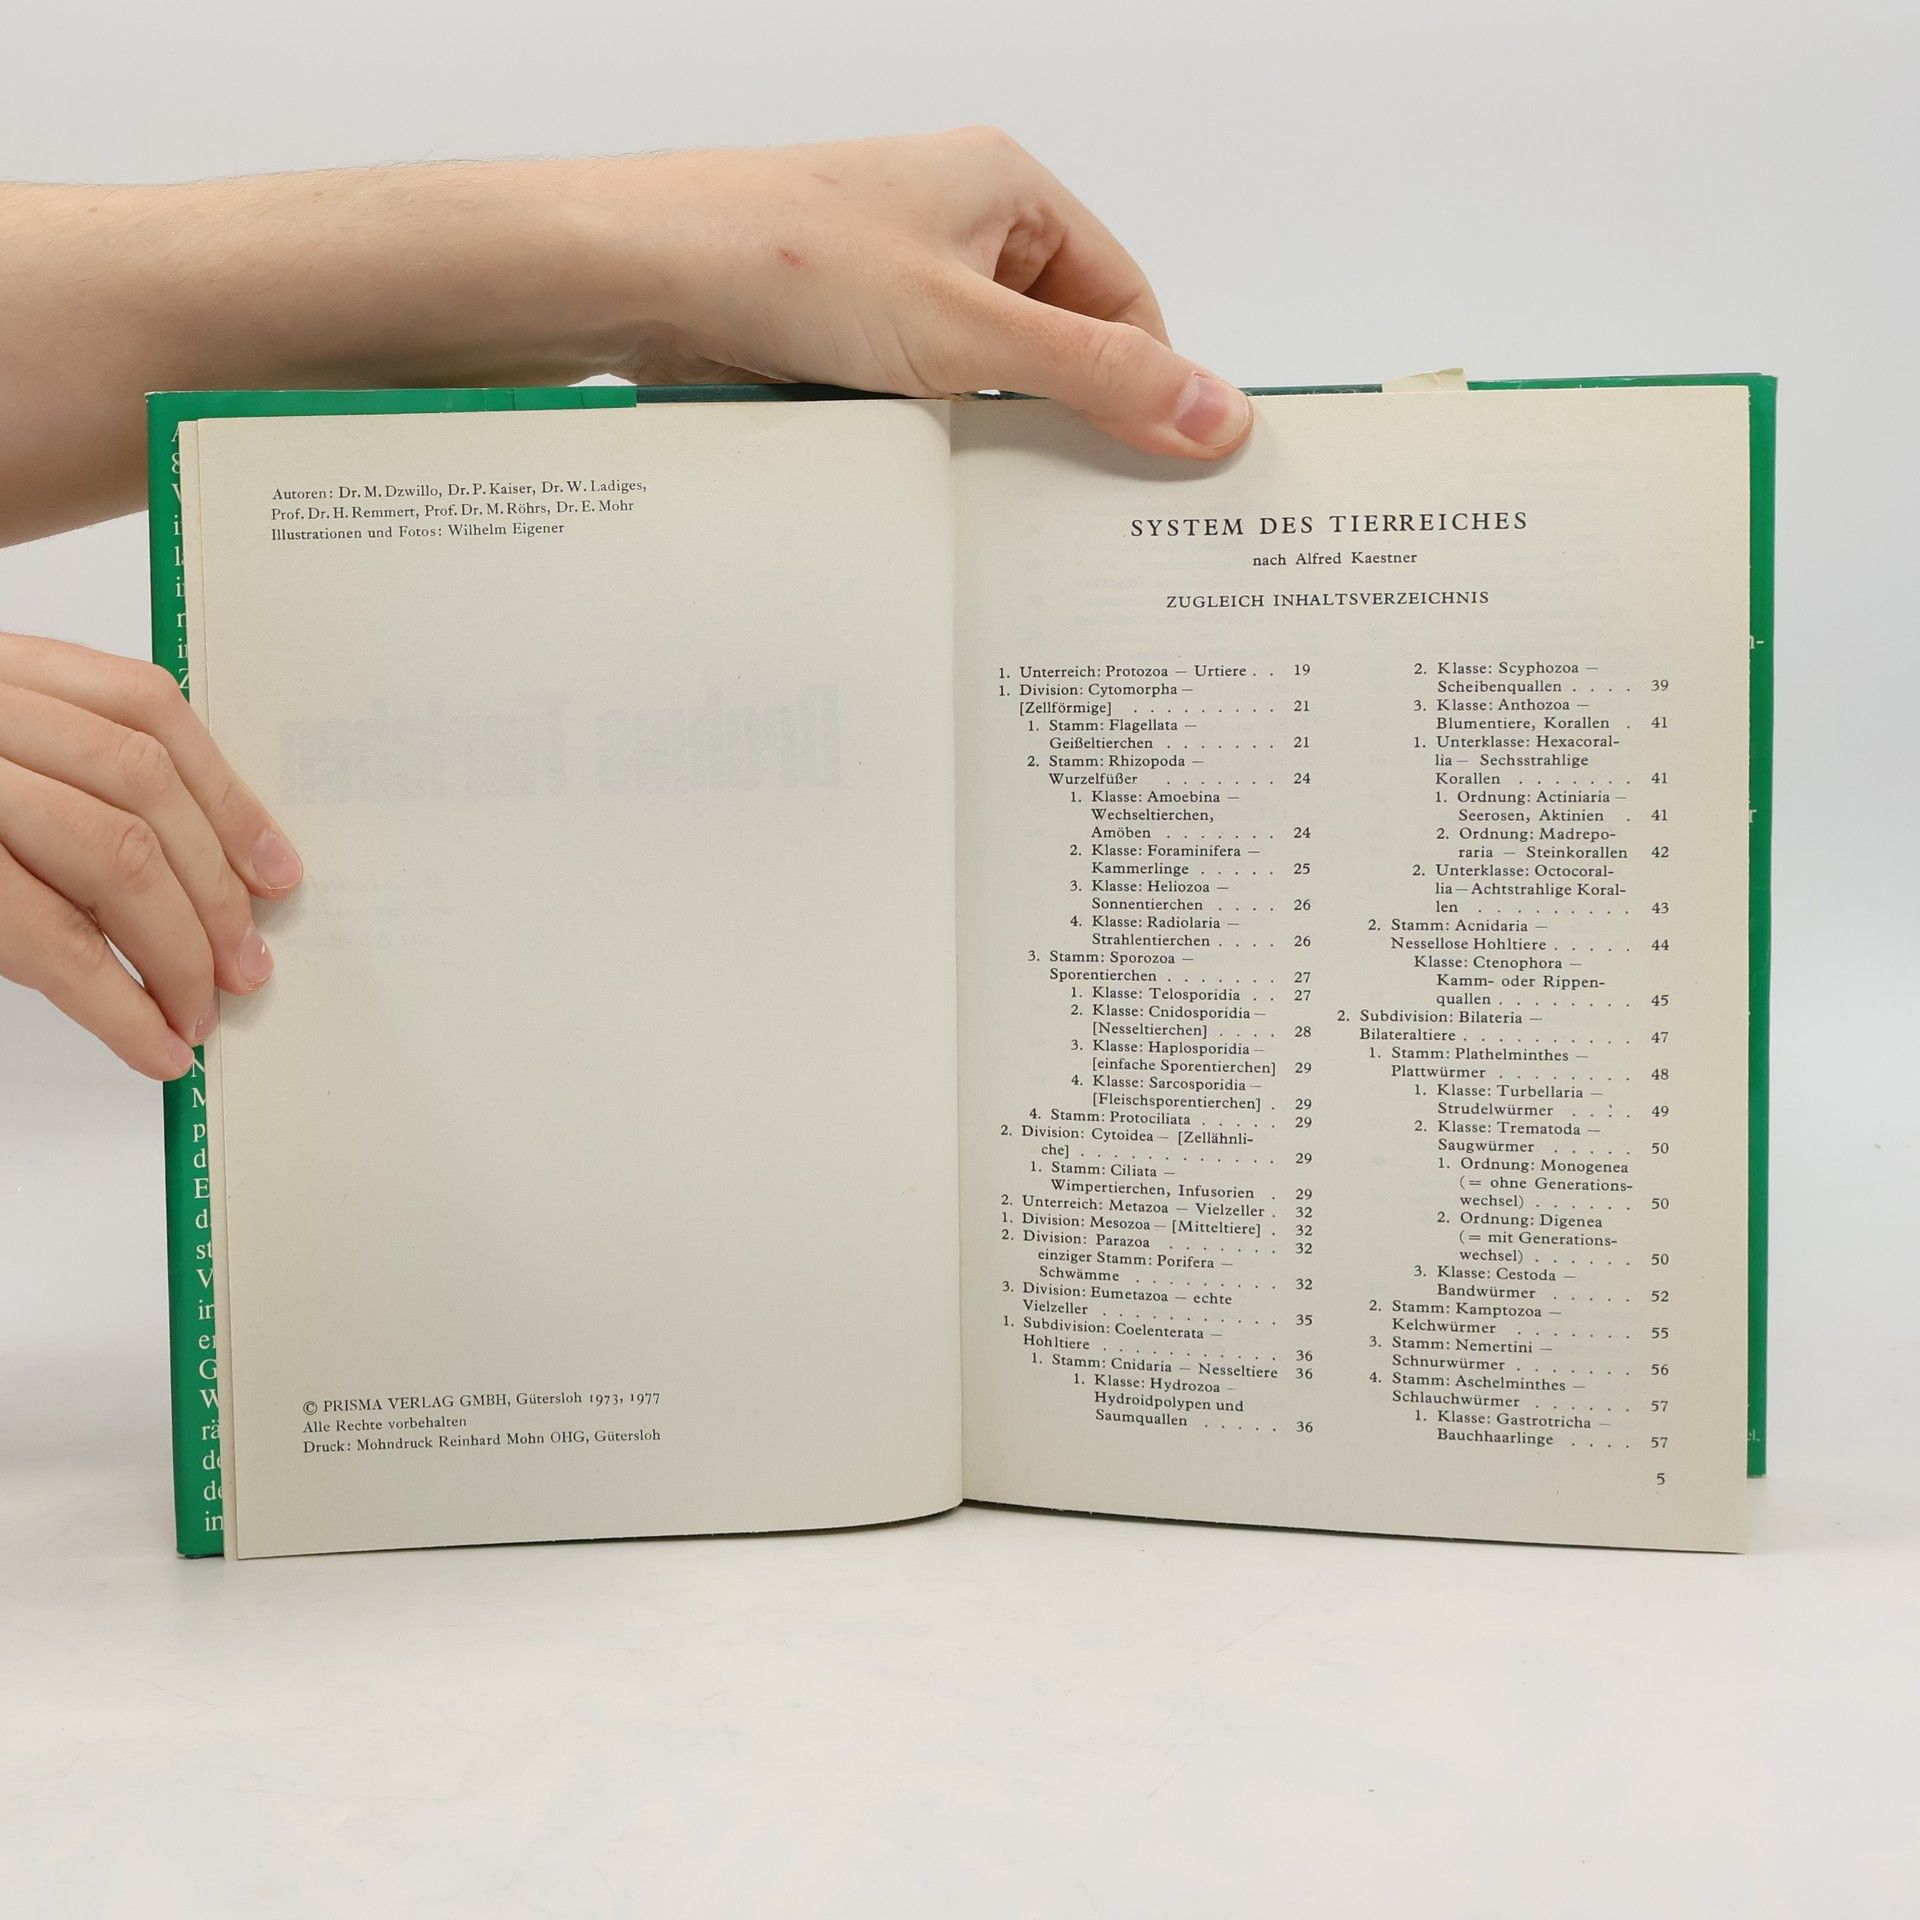 Autoren: Dr. M. Dzwillo, Dr. P. Kaiser, Dr. W. Ladiges,
Prof. Dr. H. Remmert, Prof. Dr. M. Röhrs, Dr. E. Mohr
Illustrationen und Fotos: Wilhelm Eigener
© PRISMA VERLAG GMBH, Gütersloh 1973, 1977
Alle Rechte vorbehalten
Druck: Mohndruck Reinhard Mohn OHG, Gütersloh
SYSTEM DES TIERREICHES
nach Alfred Kaestner
ZUGLEICH INHALTSVERZEICHNIS
1. Unterreich: Protozoa – Urtiere . . 19
1. Division: Cytomorpha –
[Zellförmige] . . . . . . . . . 21
1. Stamm: Flagellata –
Geißeltierchen . . . . . . . 21
2. Stamm: Rhizopoda –
Wurzelfüßer . . . . . . . 24
1. Klasse: Amoebina –
Wechseltierchen,
Amöben . . . . . . . 24
2. Klasse: Foraminifera –
Kammerlinge . . . . . 25
3. Klasse: Heliozoa –
Sonnentierchen . . . . 26
4. Klasse: Radiolaria –
Strahlentierchen . . . . 26
3. Stamm: Sporozoa –
Sporentierchen . . . . . . . 27
1. Klasse: Telosporidia . . 27
2. Klasse: Cnidosporidia –
[Nesseltierchen] . . . . 28
3. Klasse: Haplosporidia –
[einfache Sporentierchen] 29
4. Klasse: Sarcosporidia –
[Fleischsporentierchen] . 29
4. Stamm: Protociliata . . . . . 29
2. Division: Cytoidea – [Zellähnli-
che] . . . . . . . . . . . . 29
1. Stamm: Ciliata –
Wimpertierchen, Infusorien . 29
2. Unterreich: Metazoa – Vielzeller . 32
1. Division: Mesozoa – [Mitteltiere] . 32
2. Division: Parazoa . . . . . . . 32
einziger Stamm: Porifera –
Schwämme . . . . . . . . . 32
3. Division: Eumetazoa – echte
Vielzeller . . . . . . . . . . . 35
1. Subdivision: Coelenterata –
Hohltiere . . . . . . . . . . . 36
1. Stamm: Cnidaria – Nesseltiere 36
1. Klasse: Hydrozoa –
Hydroidpolypen und
Saumquallen . . . . . 36
2. Klasse: Scyphozoa –
Scheibenquallen . . . . 39
3. Klasse: Anthozoa –
Blumentiere, Korallen . 41
1. Unterklasse: Hexacoral-
lia – Sechsstrahlige
Korallen . . . . . . . 41
1. Ordnung: Actiniaria –
Seerosen, Aktinien . 41
2. Ordnung: Madrepo-
raria – Steinkorallen 42
2. Unterklasse: Octocoral-
lia – Achtstrahlige Koral-
len . . . . . . . . . 43
2. Stamm: Acnidaria –
Nessellose Hohltiere . . . . . 44
Klasse: Ctenophora –
Kamm- oder Rippen-
quallen . . . . . . . . 45
2. Subdivision: Bilateria –
Bilateraltiere . . . . . . . . . . 47
1. Stamm: Plathelminthes –
Plattwürmer . . . . . . . . 48
1. Klasse: Turbellaria –
Strudelwürmer . . . . 49
2. Klasse: Trematoda –
Saugwürmer . . . . . 50
1. Ordnung: Monogenea
(= ohne Generations-
wechsel) . . . . . . 50
2. Ordnung: Digenea
(= mit Generations-
wechsel) . . . . . . 50
3. Klasse: Cestoda –
Bandwürmer . . . . . 52
2. Stamm: Kamptozoa –
Kelchwürmer . . . . . . . 55
3. Stamm: Nemertini –
Schnurwürmer . . . . . . . 56
4. Stamm: Aschelminthes –
Schlauchwürmer . . . . . . 57
1. Klasse: Gastrotricha –
Bauchhaarlinge . . . . 57
5